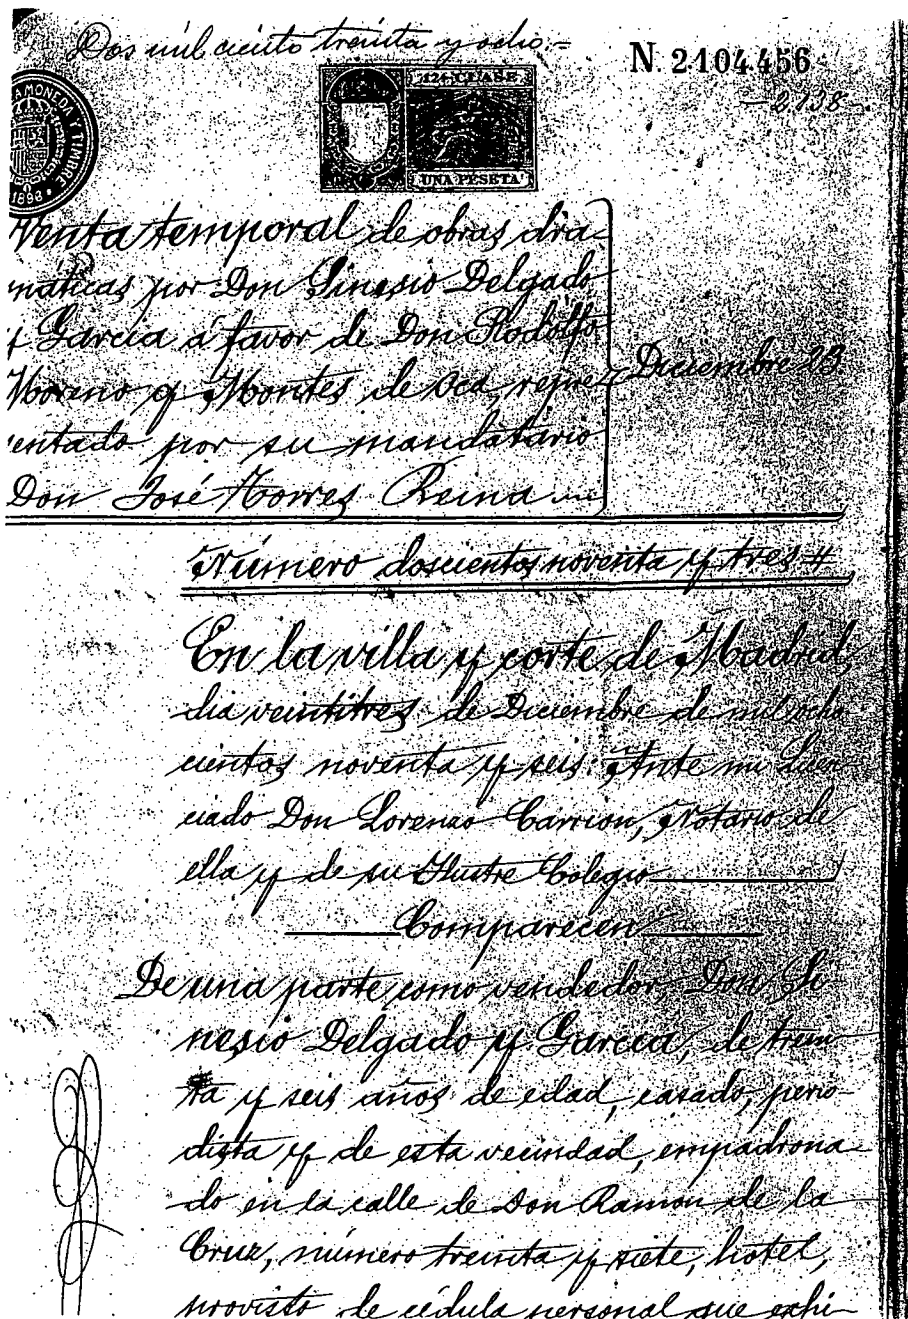 Dos mil ciento treinta y ocho.=
N. 2104456
- 2138 -
MONEDA Y TIMBRE
1896
12ª CLASE
UNA PESETA
Venta temporal de obras dra-
máticas por Don Sinesio Delgado
y García á favor de Don Rodolfo
Moreno y Montes de oca, repre
sentado por su mandatario
Don José Torres Reina
Diciembre 23
Número doscientos noventa y tres #
En la villa y corte de Madrid,
dia veintitres de Diciembre de mil ocho
cientos noventa y seis: Ante mi Licen-
ciado Don Lorenzo Carrion, Notario de
ella y de su Ilustre Colegio
Comparecen
De una parte como vendedor, Don Si-
nesio Delgado y Garcia, de trein
ta y seis años de edad, casado, perio-
dista y de esta vecindad, empadrona
do en la calle de Don Ramon de la
Cruz, número treinta y siete, hotel,
provisto de cédula personal que exhi-